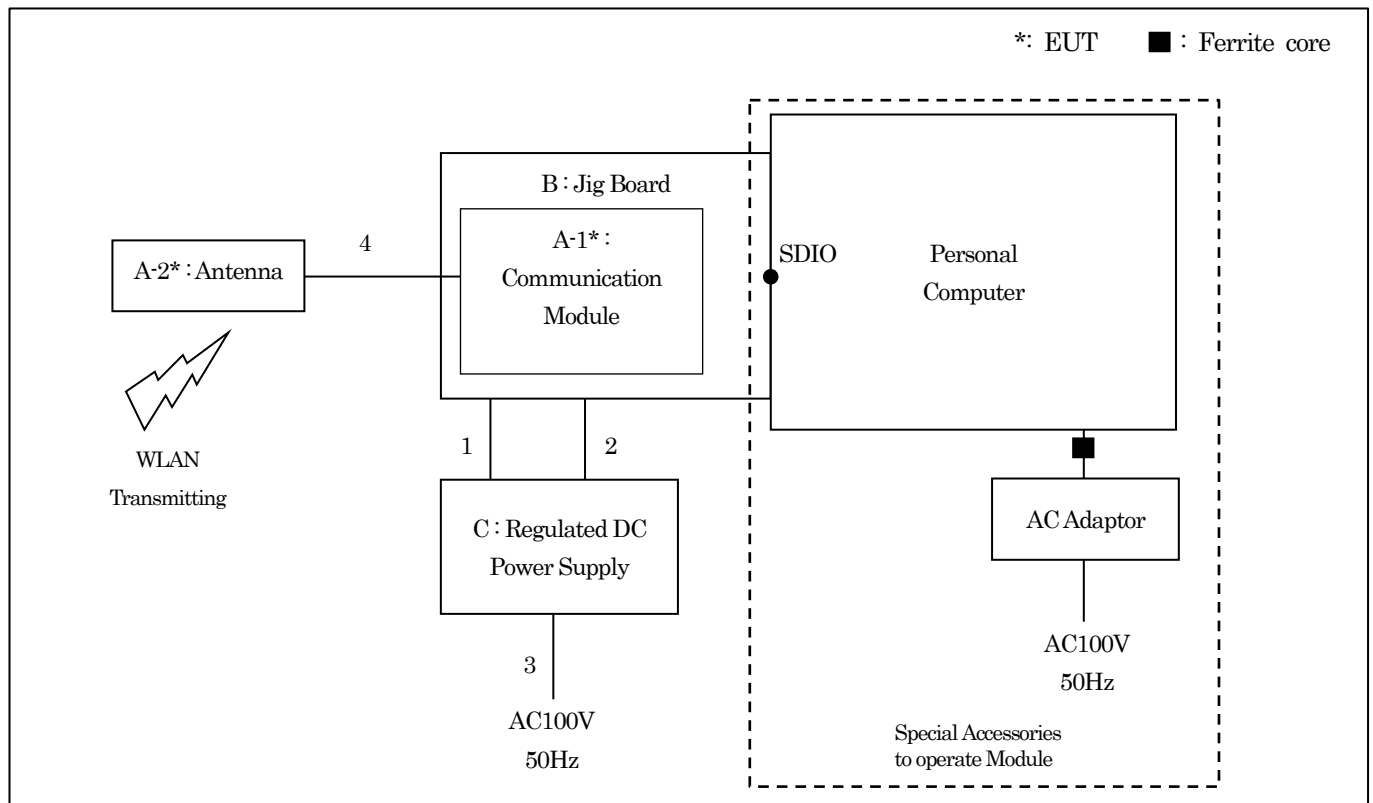 *: EUT ■ : Ferrite core
B : Jig Board
A-1* :
Communication
Module
A-2* : Antenna
4
SDIO
Personal
Computer
WLAN
Transmitting
1
2
C : Regulated DC
Power Supply
AC Adaptor
3
AC100V
50Hz
AC100V
50Hz
Special Accessories
to operate Module